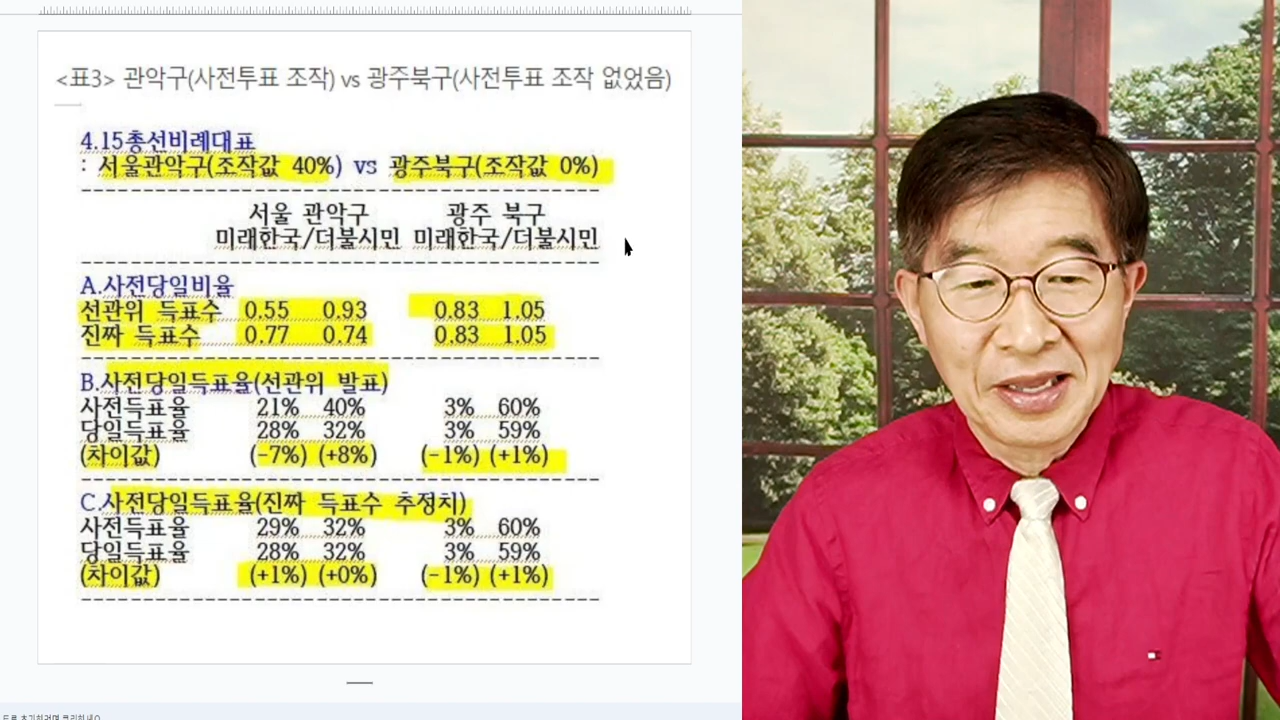 <표3> 관악구(사전투표 조작) vs 광주북구(사전투표 조작 없었음)
4.15총선비례대표
: 서울관악구(조작값 40%) vs 광주북구(조작값 0%)
서울 관악구 광주 북구
미래한국/더불시민 미래한국/더불시민
A.사전당일비율
선관위 득표수 0.55 0.93 0.83 1.05
진짜 득표수 0.77 0.74 0.83 1.05
B.사전당일득표율(선관위 발표)
사전득표율 21% 40% 3% 60%
당일득표율 28% 32% 3% 59%
(차이값) (-7%) (+8%) (-1%) (+1%)
C.사전당일득표율(진짜 득표수 추정치)
사전득표율 29% 32% 3% 60%
당일득표율 28% 32% 3% 59%
(차이값) (+1%) (+0%) (-1%) (+1%)